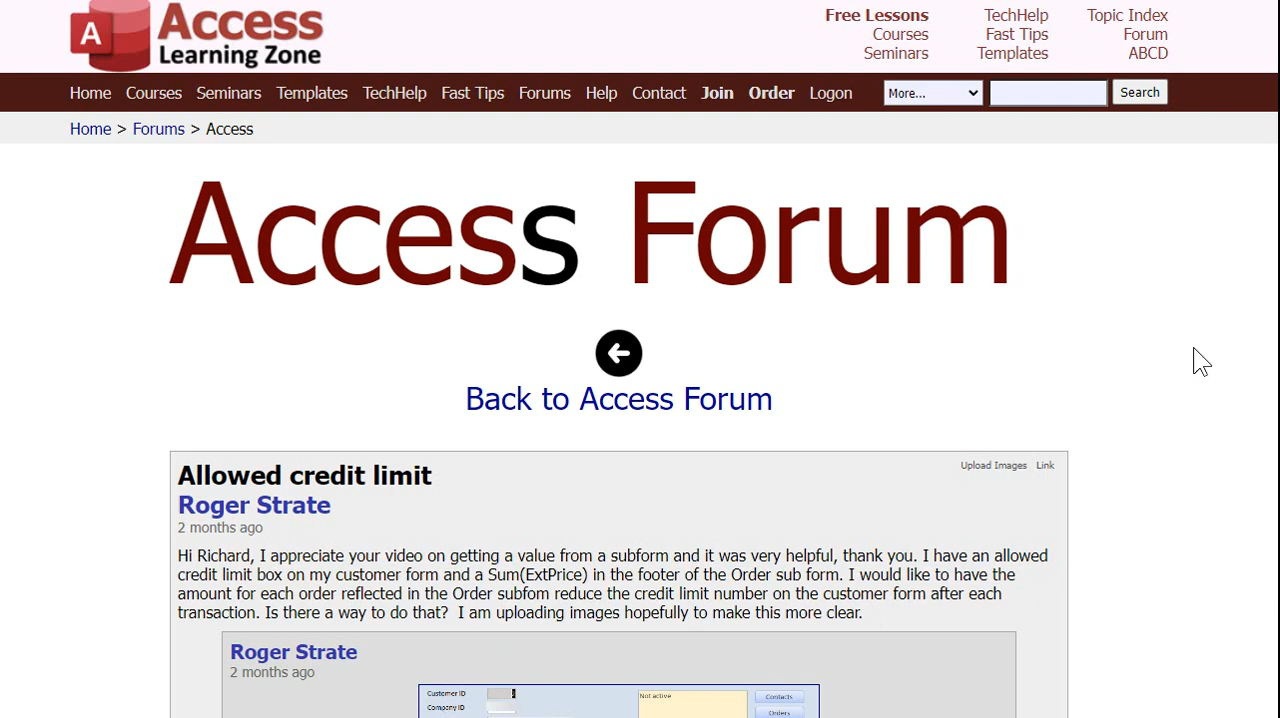 A Access Learning Zone
Free Lessons
Courses
Seminars
TechHelp
Fast Tips
Templates
Topic Index
Forum
ABCD
Home Courses Seminars Templates TechHelp Fast Tips Forums Help Contact Join Order Logon More... Search
Home > Forums > Access
Access Forum
Back to Access Forum
Allowed credit limit
Upload Images Link
Roger Strate
2 months ago
Hi Richard, I appreciate your video on getting a value from a subform and it was very helpful, thank you. I have an allowed
credit limit box on my customer form and a Sum(ExtPrice) in the footer of the Order sub form. I would like to have the
amount for each order reflected in the Order subfom reduce the credit limit number on the customer form after each
transaction. Is there a way to do that?  I am uploading images hopefully to make this more clear.
Roger Strate
2 months ago
Customer ID
Not active
Contacts
Company ID
Orders